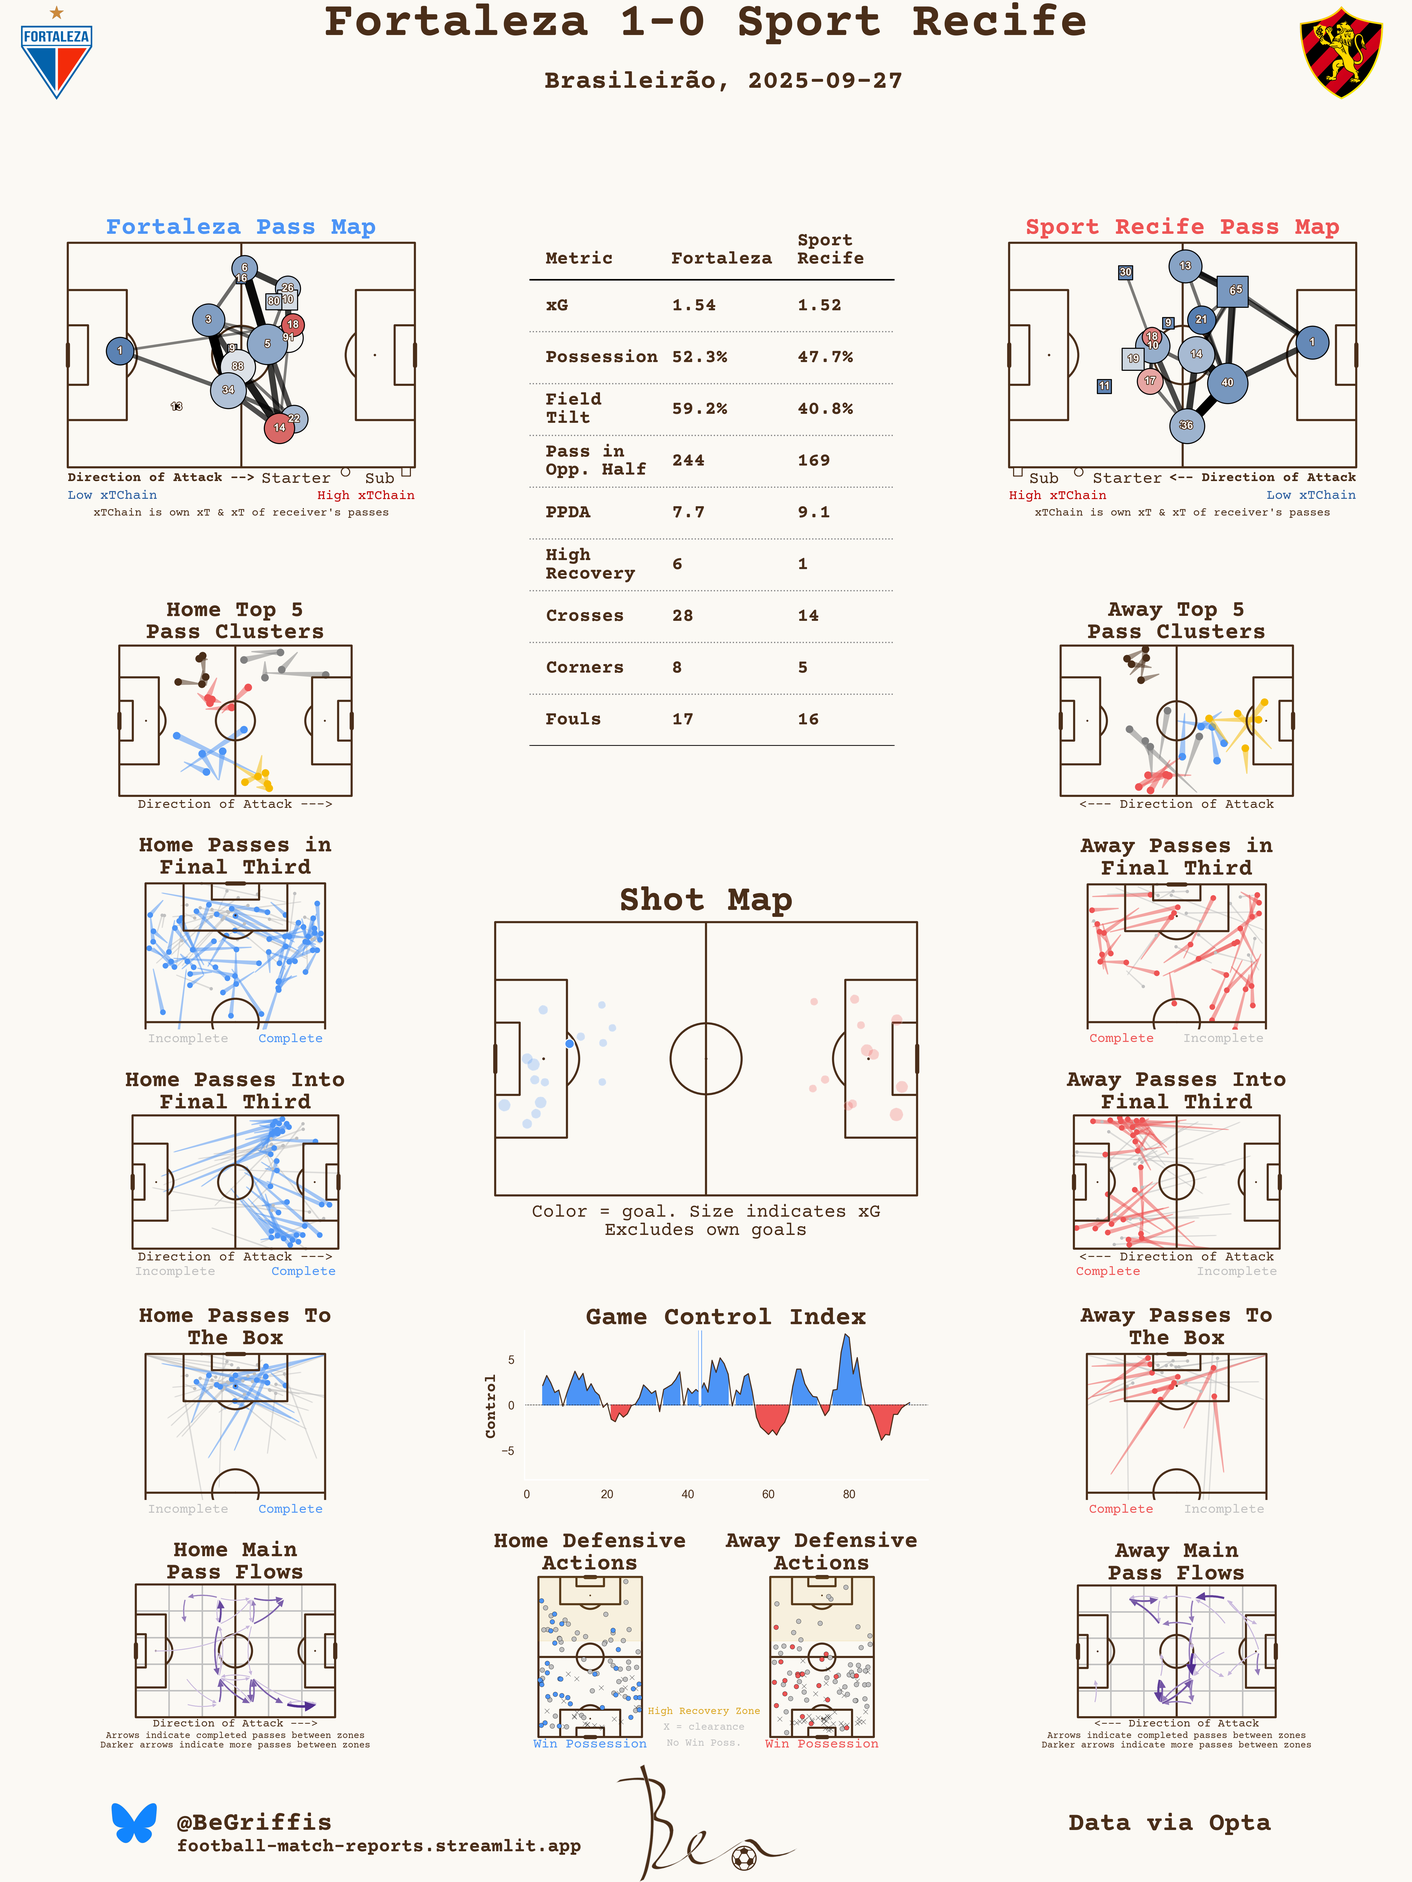 Fortaleza 1-0 Sport Recife
FORTALEZA
Brasileirão, 2025-09-27
Fortaleza Pass Map
6
16
26
80
10
18
91
3
5
1
9
88
34
13
22
14
Direction of Attack --> Starter Sub
Low xTChain High xTChain
xTChain is own xT & xT of receiver's passes
Metric Fortaleza Sport Recife
xG 1.54 1.52
Possession 52.3% 47.7%
Field Tilt 59.2% 40.8%
Pass in Opp. Half 244 169
PPDA 7.7 9.1
High Recovery 6 1
Crosses 28 14
Corners 8 5
Fouls 17 16
Sport Recife Pass Map
30
13
9
21
18
10
19
14
1
17
11
40
36
Sub Starter <-- Direction of Attack
High xTChain Low xTChain
xTChain is own xT & xT of receiver's passes
Home Top 5
Pass Clusters
Direction of Attack --->
Away Top 5
Pass Clusters
<--- Direction of Attack
Home Passes in
Final Third
Incomplete Complete
Away Passes in
Final Third
Complete Incomplete
Shot Map
Color = goal. Size indicates xG
Excludes own goals
Home Passes Into
Final Third
Direction of Attack --->
Incomplete Complete
Away Passes Into
Final Third
<--- Direction of Attack
Complete Incomplete
Home Passes To
The Box
Incomplete Complete
Game Control Index
Control
5
0
−5
0 20 40 60 80
Away Passes To
The Box
Complete Incomplete
Home Main
Pass Flows
Direction of Attack --->
Arrows indicate completed passes between zones
Darker arrows indicate more passes between zones
Home Defensive
Actions
Win Possession
High Recovery Zone
X = clearance
No Win Poss.
Away Defensive
Actions
Win Possession
Away Main
Pass Flows
<--- Direction of Attack
Arrows indicate completed passes between zones
Darker arrows indicate more passes between zones
@BeGriffis
football-match-reports.streamlit.app
Ben
Data via Opta